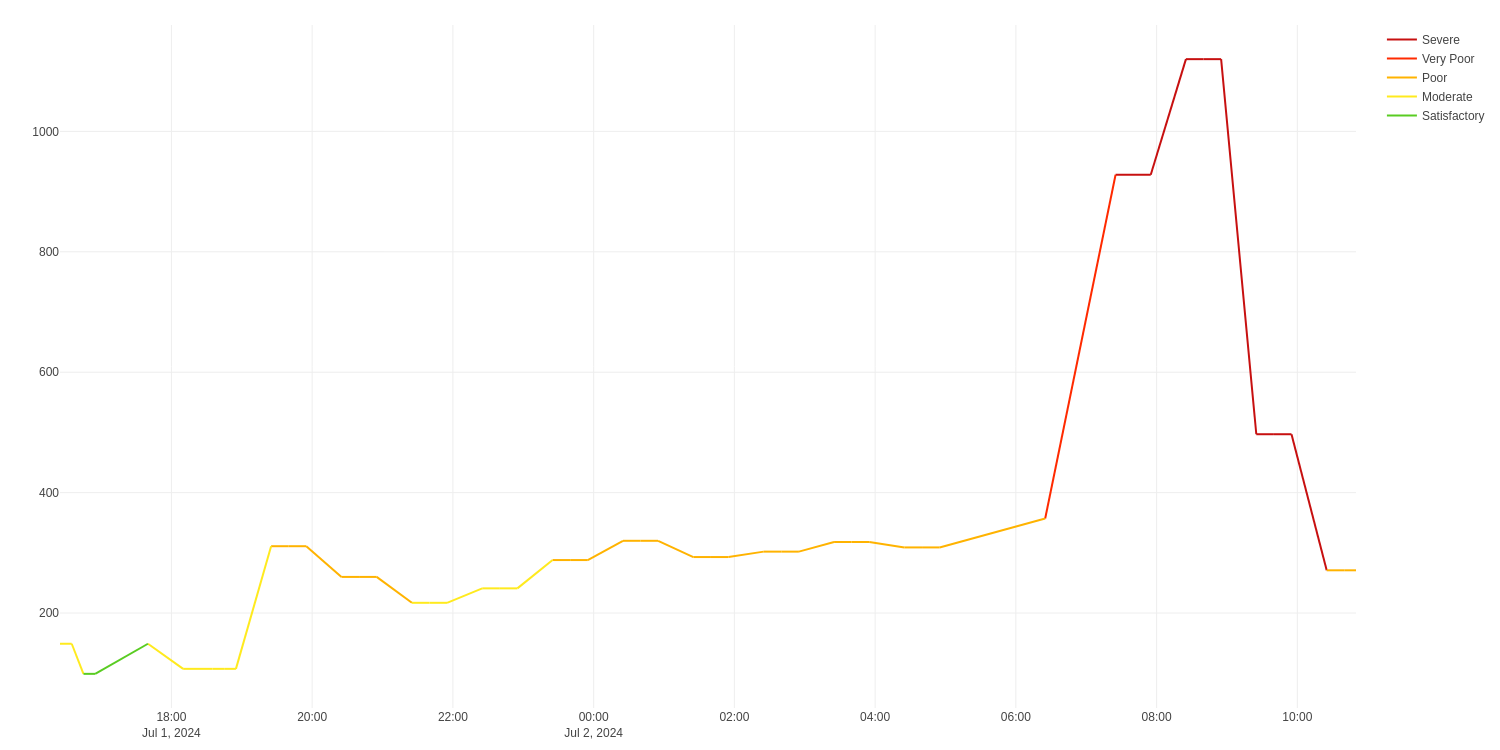 1000
800
600
400
200
18:00
Jul 1, 2024
20:00
22:00
00:00
Jul 2, 2024
02:00
04:00
06:00
08:00
10:00
Severe
Very Poor
Poor
Moderate
Satisfactory